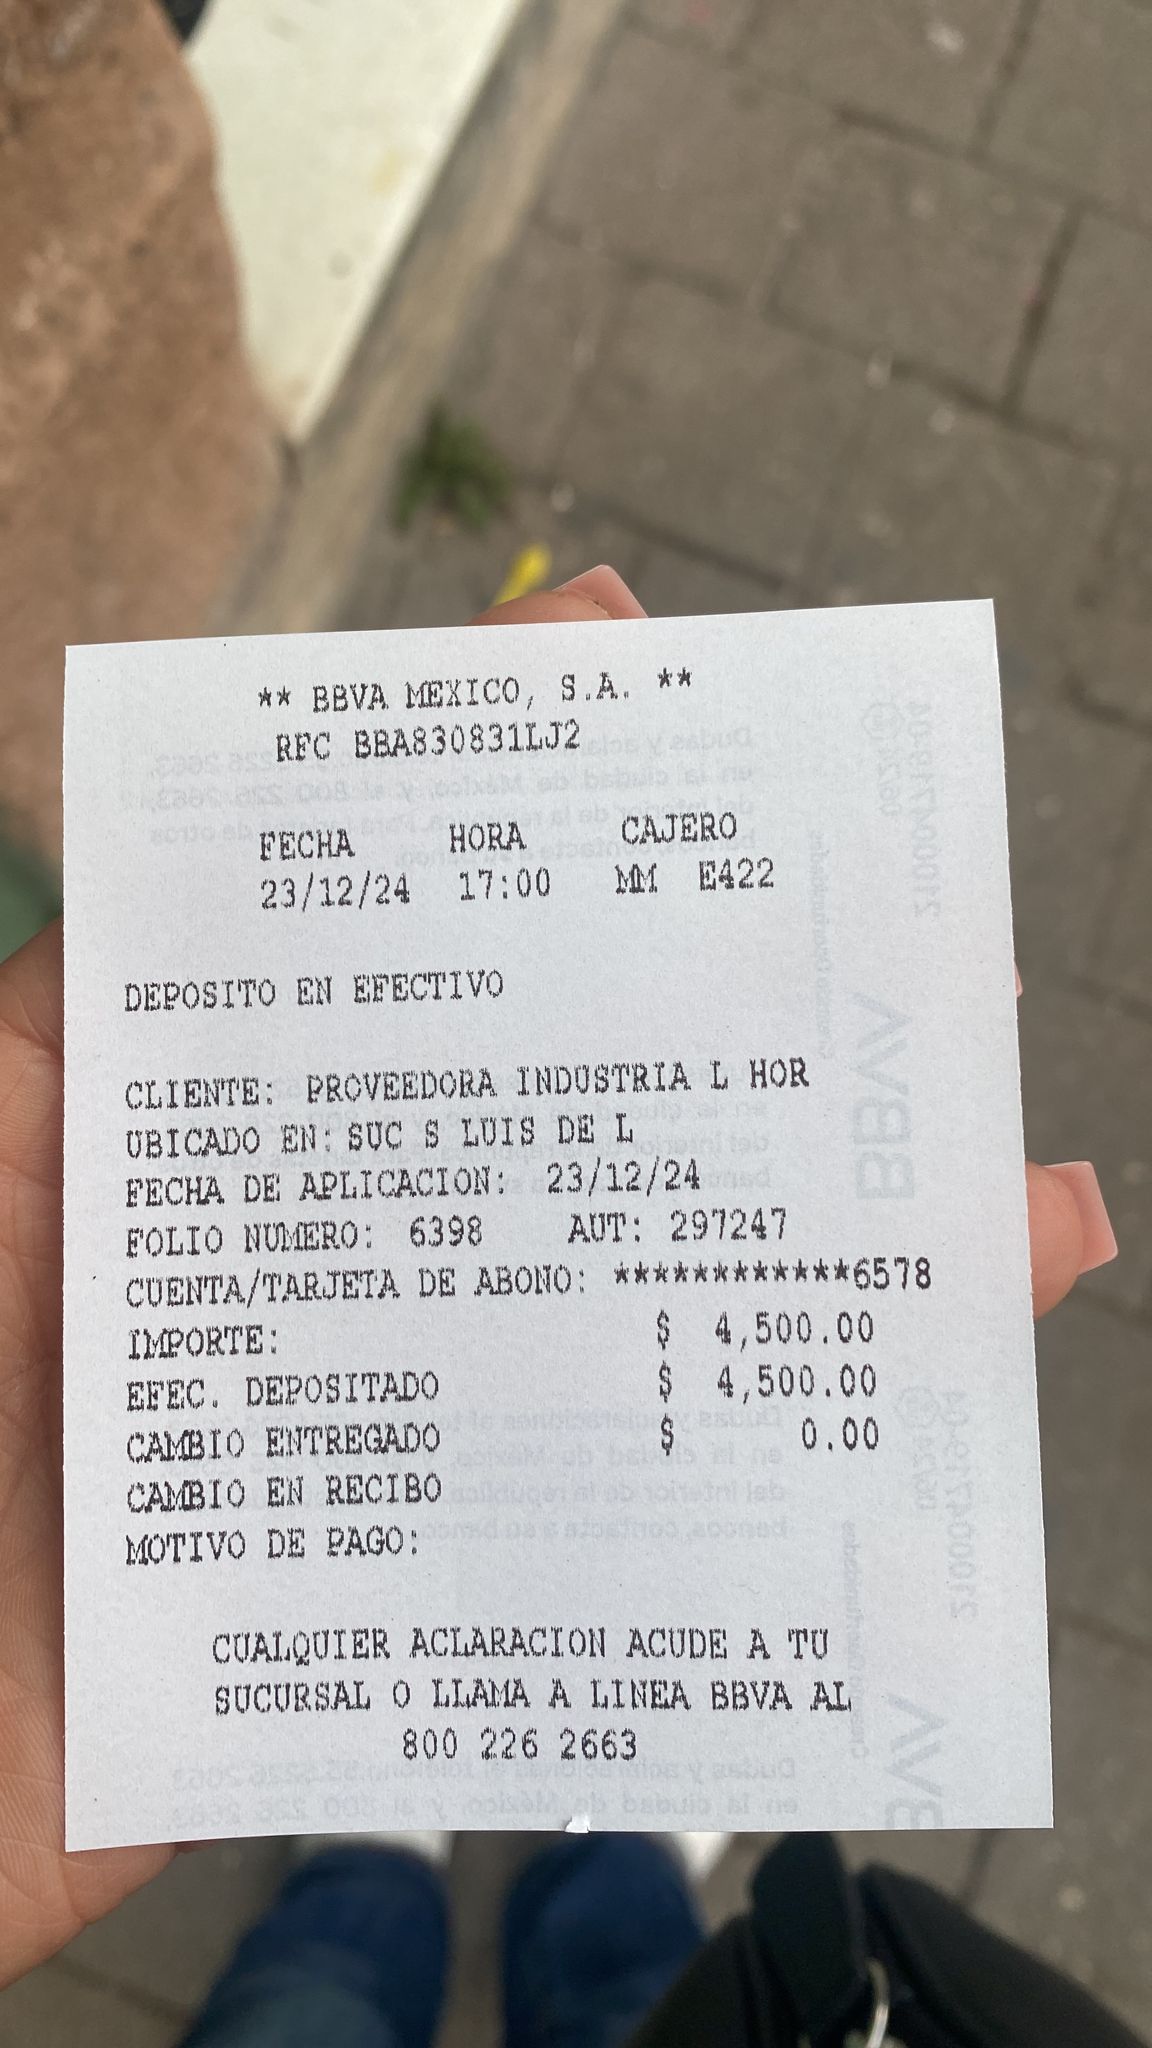 ** BBVA MEXICO, S.A. **
RFC BBA830831LJ2
FECHA HORA CAJERO
23/12/24 17:00 MM E422
DEPOSITO EN EFECTIVO
CLIENTE: PROVEEDORA INDUSTRIA L HOR
UBICADO EN: SUC S LUIS DE L
FECHA DE APLICACION: 23/12/24
FOLIO NUMERO: 6398 AUT: 297247
CUENTA/TARJETA DE ABONO: ************6578
IMPORTE: $ 4,500.00
EFEC. DEPOSITADO $ 4,500.00
CAMBIO ENTREGADO $ 0.00
CAMBIO EN RECIBO
MOTIVO DE PAGO:
CUALQUIER ACLARACION ACUDE A TU
SUCURSAL O LLAMA A LINEA BBVA AL
800 226 2663